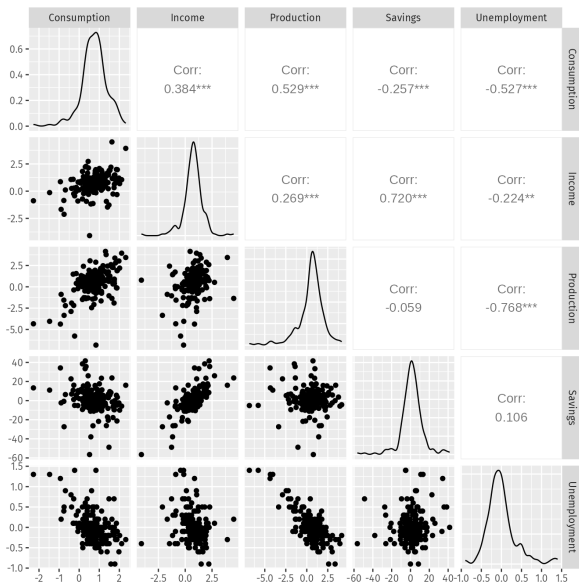 Consumption Income Production Savings Unemployment
0.6
0.4
0.2
0.0
Corr:
0.384***
Corr:
0.529***
Corr:
-0.257***
Corr:
-0.527***
Consumption
2.5
0.0
-2.5
Corr:
0.269***
Corr:
0.720***
Corr:
-0.224**
Income
2.5
0.0
-2.5
-5.0
Corr:
-0.059
Corr:
-0.768***
Production
40
20
0
-20
-40
-60
Corr:
0.106
Savings
1.5
1.0
0.5
0.0
-0.5
-1.0
Unemployment
-2 -1 0 1 2 -2.5 0.0 2.5 -5.0 -2.5 0.0 2.5 -60 -40 -20 0 20 40 -1.0 -0.5 0.0 0.5 1.0 1.5